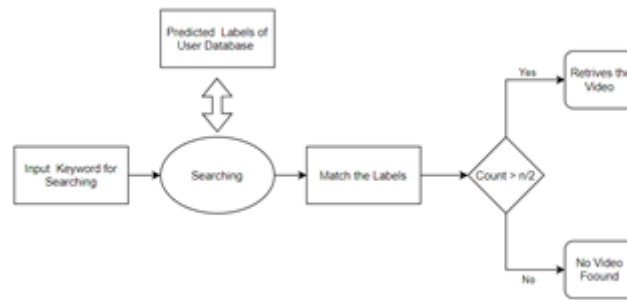 Predicted Labels of
User Database
Yes
Retrives the
Video
Input Keyword for
Searching
Searching
Match the Labels
Count > n/2
No
No Video
Foound